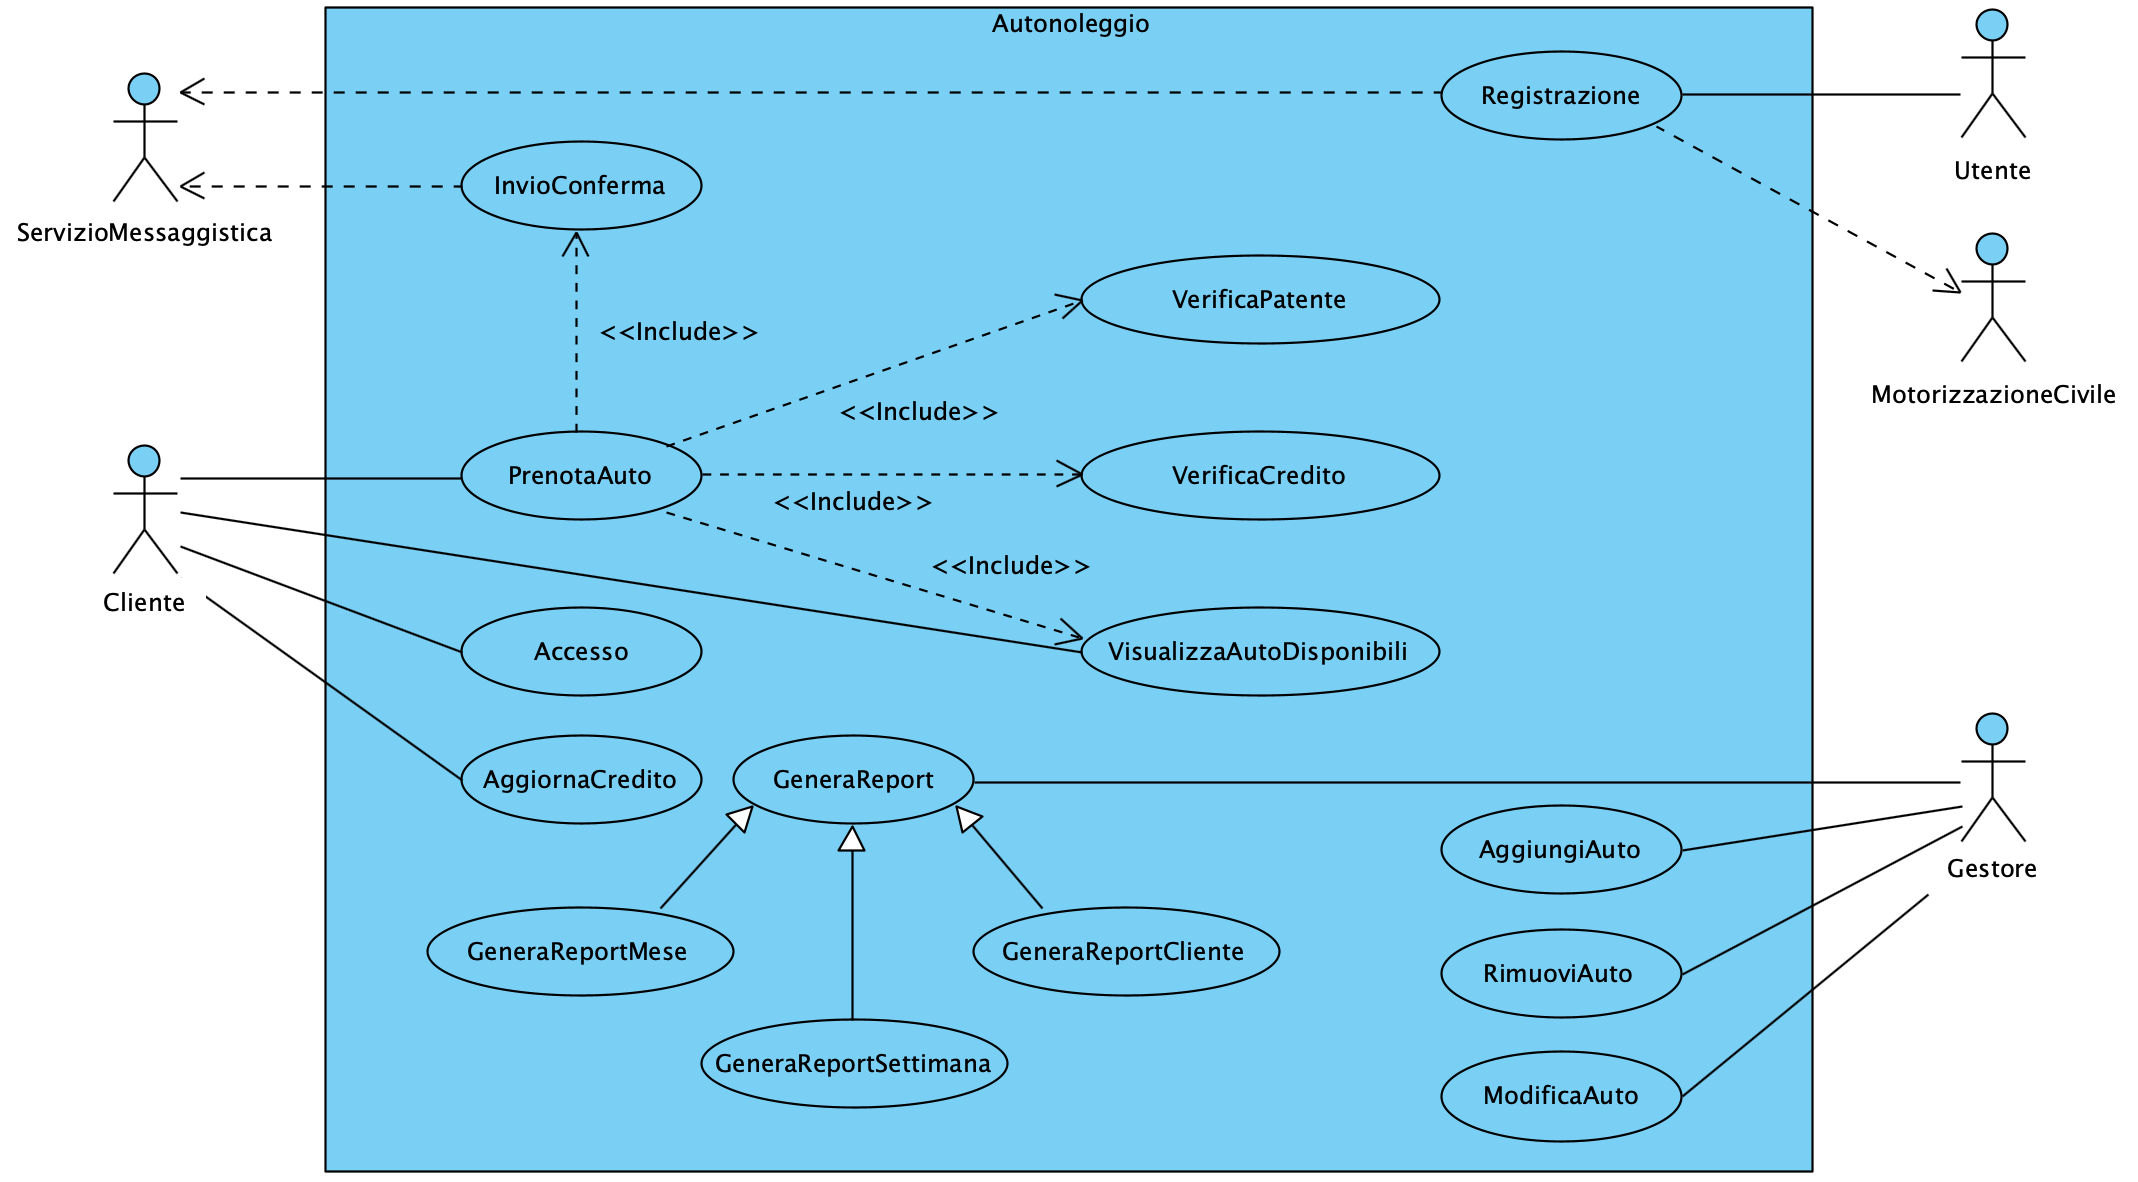 Autonoleggio
Registrazione
Utente
InvioConferma
ServizioMessaggistica
VerificaPatente
<<Include>>
MotorizzazioneCivile
<<Include>>
PrenotaAuto
VerificaCredito
<<Include>>
<<Include>>
Cliente
Accesso
VisualizzaAutoDisponibili
AggiornaCredito
GeneraReport
AggiungiAuto
Gestore
GeneraReportMese
GeneraReportCliente
RimuoviAuto
GeneraReportSettimana
ModificaAuto